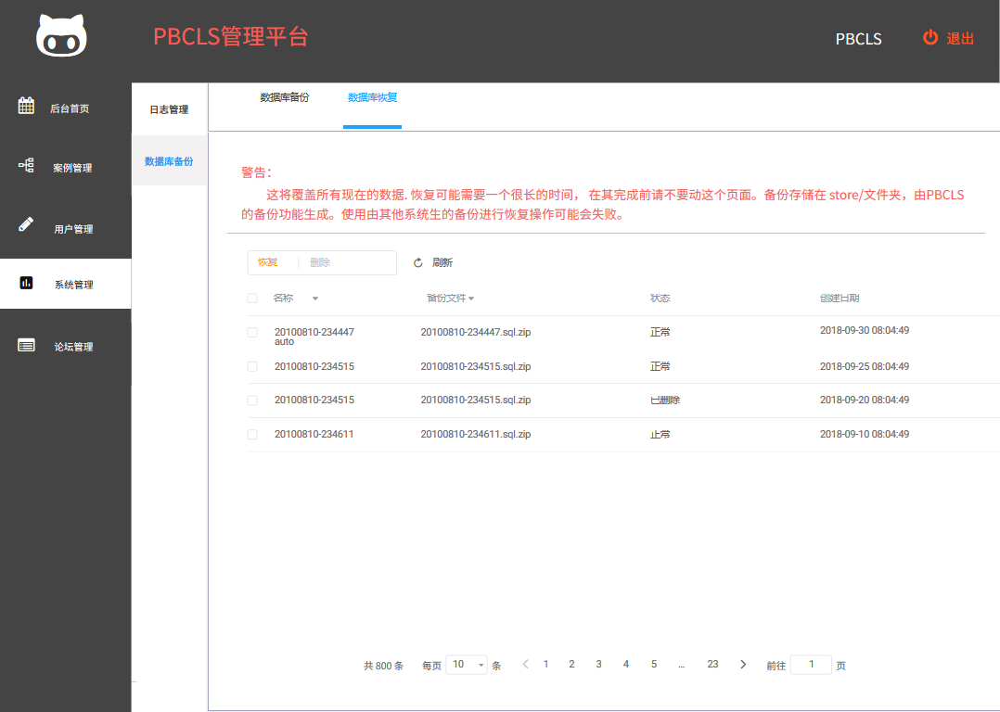 PBCLS管理平台
PBCLS
退出
后台首页
案例管理
用户管理
系统管理
论坛管理
日志管理
数据库备份
数据库备份
数据库恢复
警告：
这将覆盖所有现在的数据. 恢复可能需要一个很长的时间， 在其完成前请不要动这个页面。备份存储在 store/文件夹，由PBCLS
的备份功能生成。使用由其他系统生的备份进行恢复操作可能会失败。
恢复 删除 刷新
名称 备份文件 状态 创建日期
20100810-234447 20100810-234447.sql.zip 正常 2018-09-30 08:04:49
auto
20100810-234515 20100810-234515.sql.zip 正常 2018-09-25 08:04:49
20100810-234515 20100810-234515.sql.zip 已删除 2018-09-20 08:04:49
20100810-234611 20100810-234611.sql.zip 正常 2018-09-10 08:04:49
共 800 条 每页 10 条 1 2 3 4 5 ... 23 前往 1 页